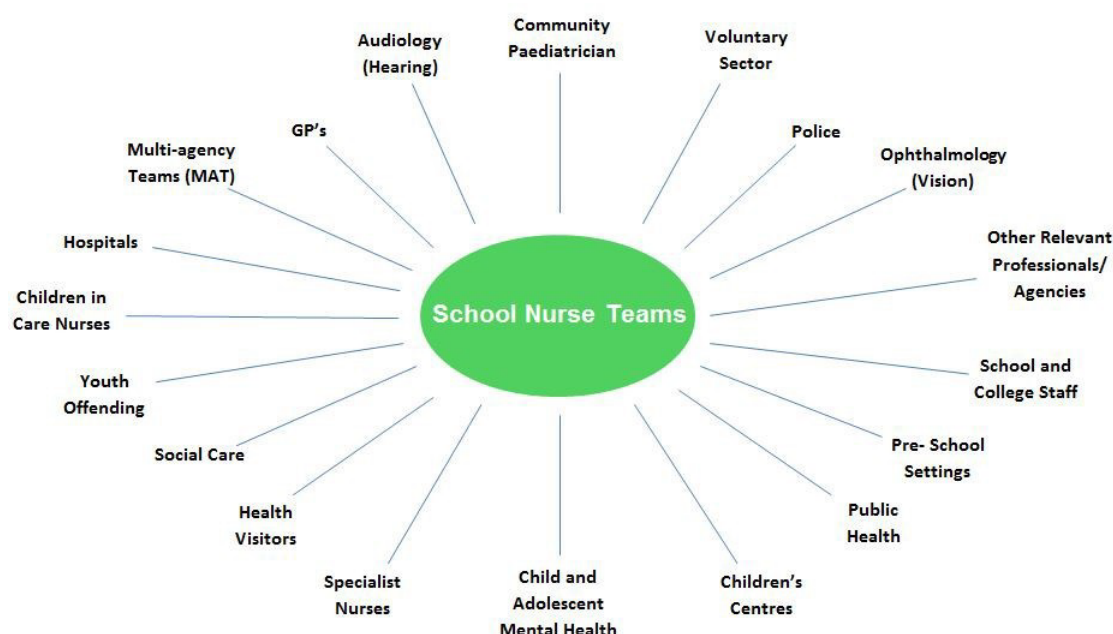 Community
Paediatrician
Audiology
(Hearing)
Voluntary
Sector
GP's
Police
Multi-agency
Teams (MAT)
Ophthalmology
(Vision)
Hospitals
Other Relevant
Professionals/
Agencies
Children in
Care Nurses
School Nurse Teams
Youth
Offending
School and
College Staff
Social Care
Pre- School
Settings
Health
Visitors
Public
Health
Specialist
Nurses
Child and
Adolescent
Mental Health
Children's
Centres